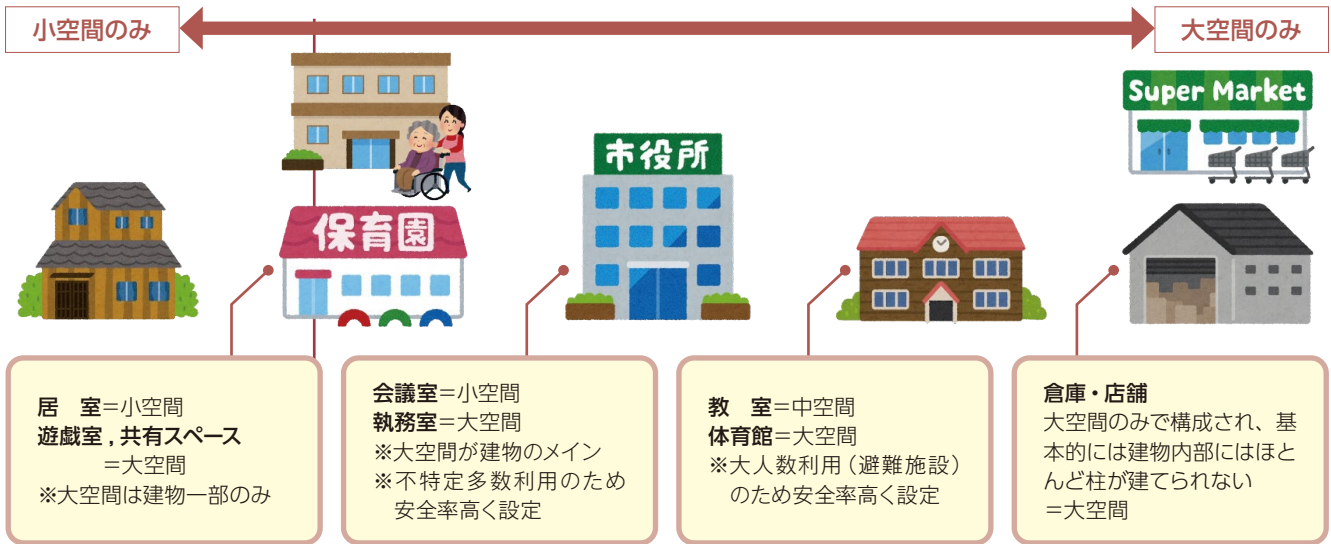 小空間のみ
大空間のみ
Super Market
市役所
保育園
居　室＝小空間
遊戯室，共有スペース
＝大空間
※大空間は建物一部のみ
会議室＝小空間
執務室＝大空間
※大空間が建物のメイン
※不特定多数利用のため
安全率高く設定
教　室＝中空間
体育館＝大空間
※大人数利用（避難施設）
のため安全率高く設定
倉庫・店舗
大空間のみで構成され、基
本的には建物内部にはほと
んど柱が建てられない
＝大空間